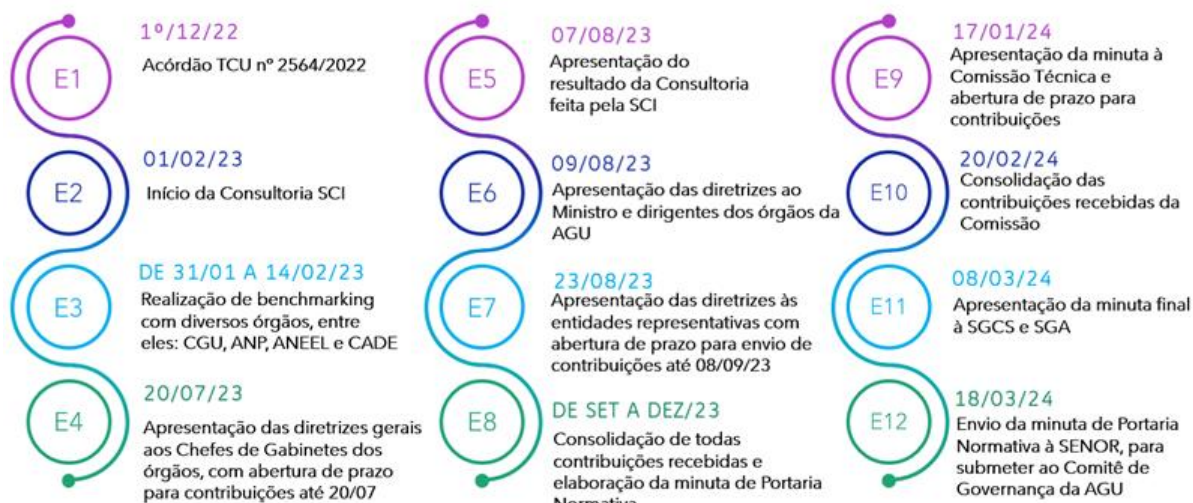 E1
1º/12/22
Acórdão TCU nº 2564/2022
E2
01/02/23
Início da Consultoria SCI
E3
DE 31/01 A 14/02/23
Realização de benchmarking
com diversos órgãos, entre
eles: CGU, ANP, ANEEL e CADE
E4
20/07/23
Apresentação das diretrizes gerais
aos Chefes de Gabinetes dos
órgãos, com abertura de prazo
para contribuições até 20/07
E5
07/08/23
Apresentação do
resultado da Consultoria
feita pela SCI
E6
09/08/23
Apresentação das diretrizes ao
Ministro e dirigentes dos órgãos da
AGU
E7
23/08/23
Apresentação das diretrizes às
entidades representativas com
abertura de prazo para envio de
contribuições até 08/09/23
E8
DE SET A DEZ/23
Consolidação de todas
contribuições recebidas e
elaboração da minuta de Portaria
Normativa
E9
17/01/24
Apresentação da minuta à
Comissão Técnica e
abertura de prazo para
contribuições
E10
20/02/24
Consolidação das
contribuições recebidas da
Comissão
E11
08/03/24
Apresentação da minuta final
à SGCS e SGA
E12
18/03/24
Envio da minuta de Portaria
Normativa à SENOR, para
submeter ao Comitê de
Governança da AGU